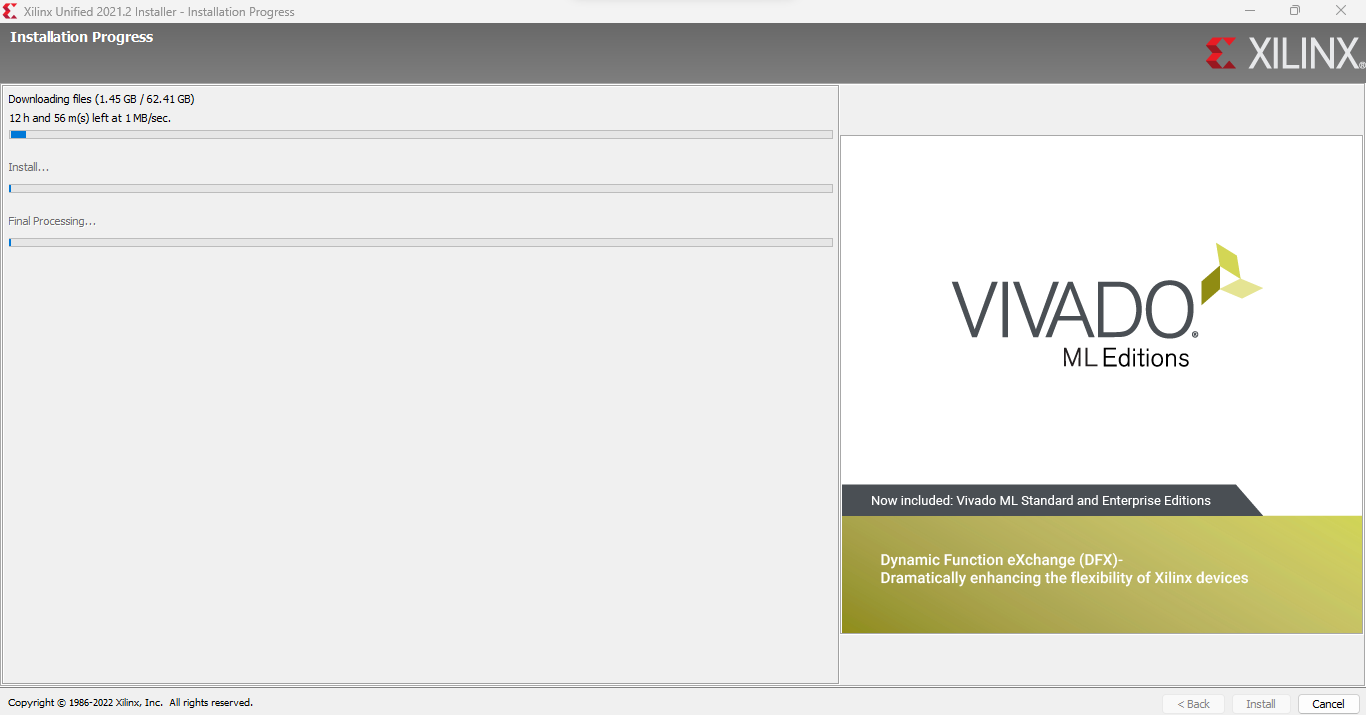 Xilinx Unified 2021.2 Installer - Installation Progress
Installation Progress
XILINX®
Downloading files (1.45 GB / 62.41 GB)
12 h and 56 m(s) left at 1 MB/sec.
Install...
Final Processing...
VIVADO®
ML Editions
Now included: Vivado ML Standard and Enterprise Editions
Dynamic Function eXchange (DFX)-
Dramatically enhancing the flexibility of Xilinx devices
Copyright © 1986-2022 Xilinx, Inc. All rights reserved.
< Back
Install
Cancel